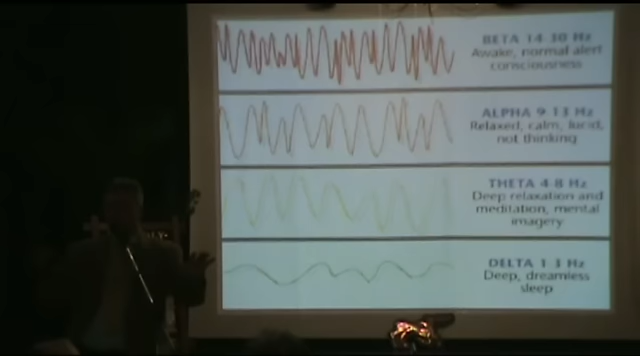 BETA 14-30 Hz
Awake, normal alert
consciousness
ALPHA 9-13 Hz
Relaxed, calm, lucid,
not thinking
THETA 4-8 Hz
Deep relaxation and
meditation, mental
imagery
DELTA 1-3 Hz
Deep, dreamless
sleep